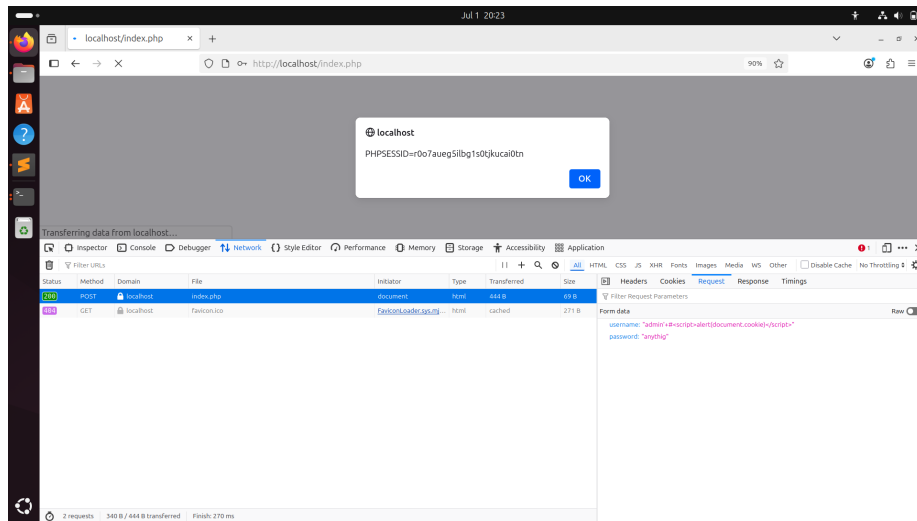 Jul 1 20:23
localhost/index.php
http://localhost/index.php
90%
localhost
PHPSESSID=r0o7aueg5ilbg1s0tjkucai0tn
OK
Transferring data from localhost...
Inspector Console Debugger Network Style Editor Performance Memory Storage Accessibility Application 1
Filter URLs
All HTML CSS JS XHR Fonts Images Media WS Other Disable Cache No Throttling
Status Method Domain File Initiator Type Transferred Size
Headers Cookies Request Response Timings
200 POST localhost index.php document html 444 B 69 B
Filter Request Parameters
404 GET localhost favicon.ico FaviconLoader.sys.mj... html cached 271 B
Form data Raw
username: "admin'+#<script>alert(document.cookie)</script>"
password: "anythig"
2 requests 340 B / 444 B transferred Finish: 270 ms